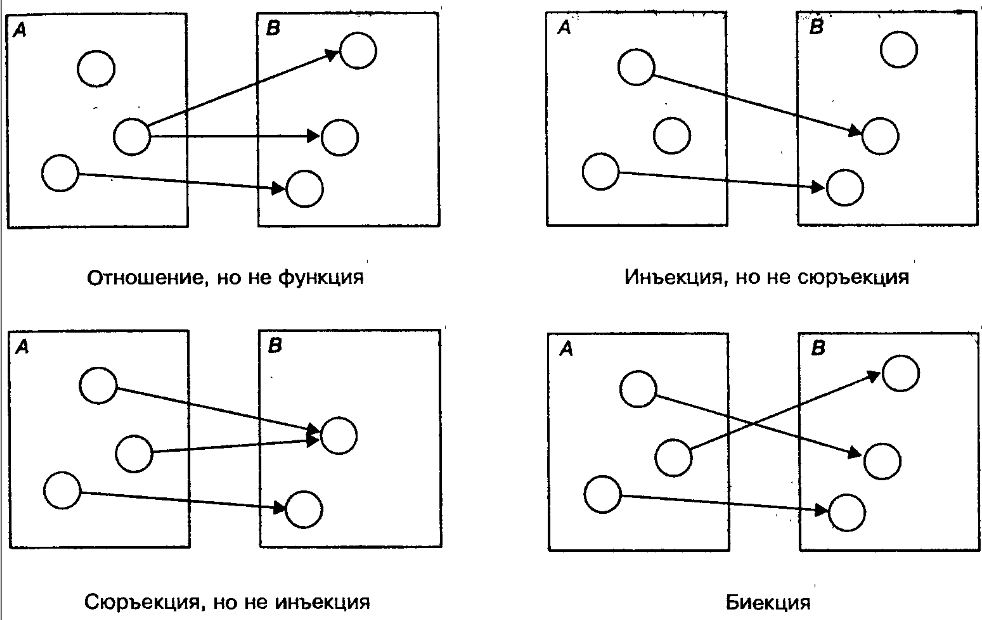 A B A B
Отношение, но не функция
Инъекция, но не сюръекция
A B A B
Сюръекция, но не инъекция
Биекция